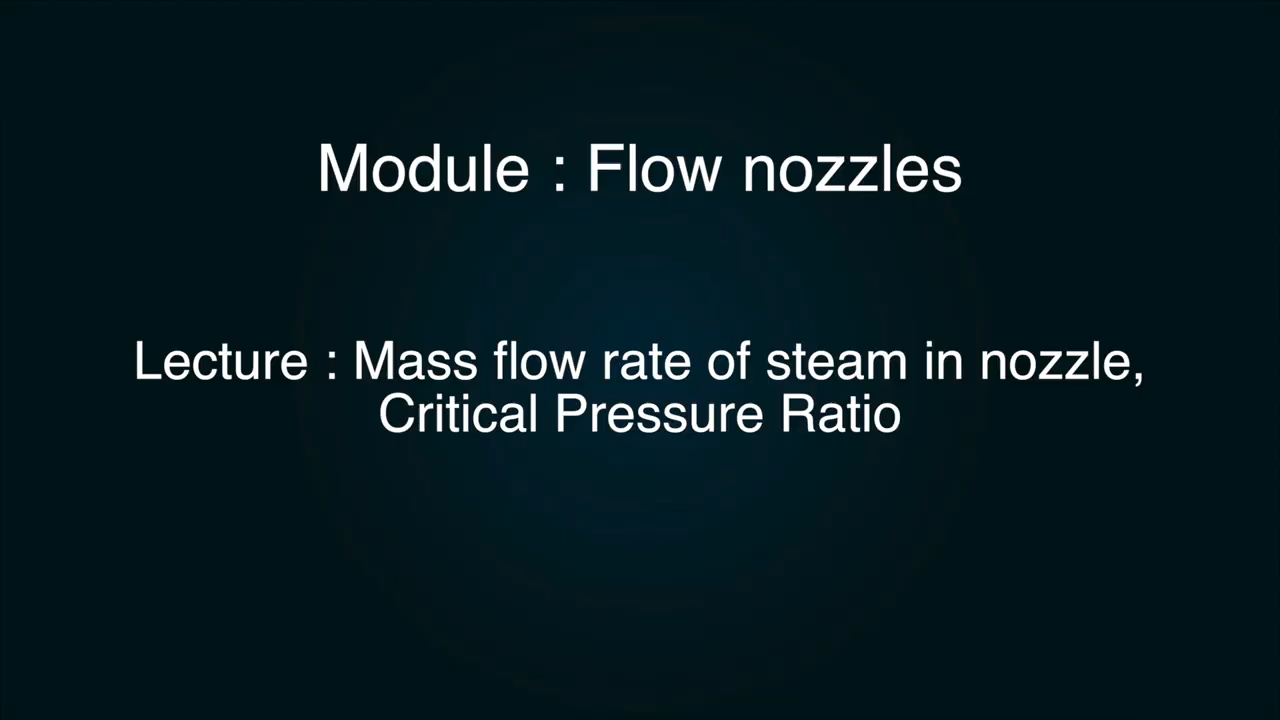 Module : Flow nozzles
Lecture : Mass flow rate of steam in nozzle,
Critical Pressure Ratio